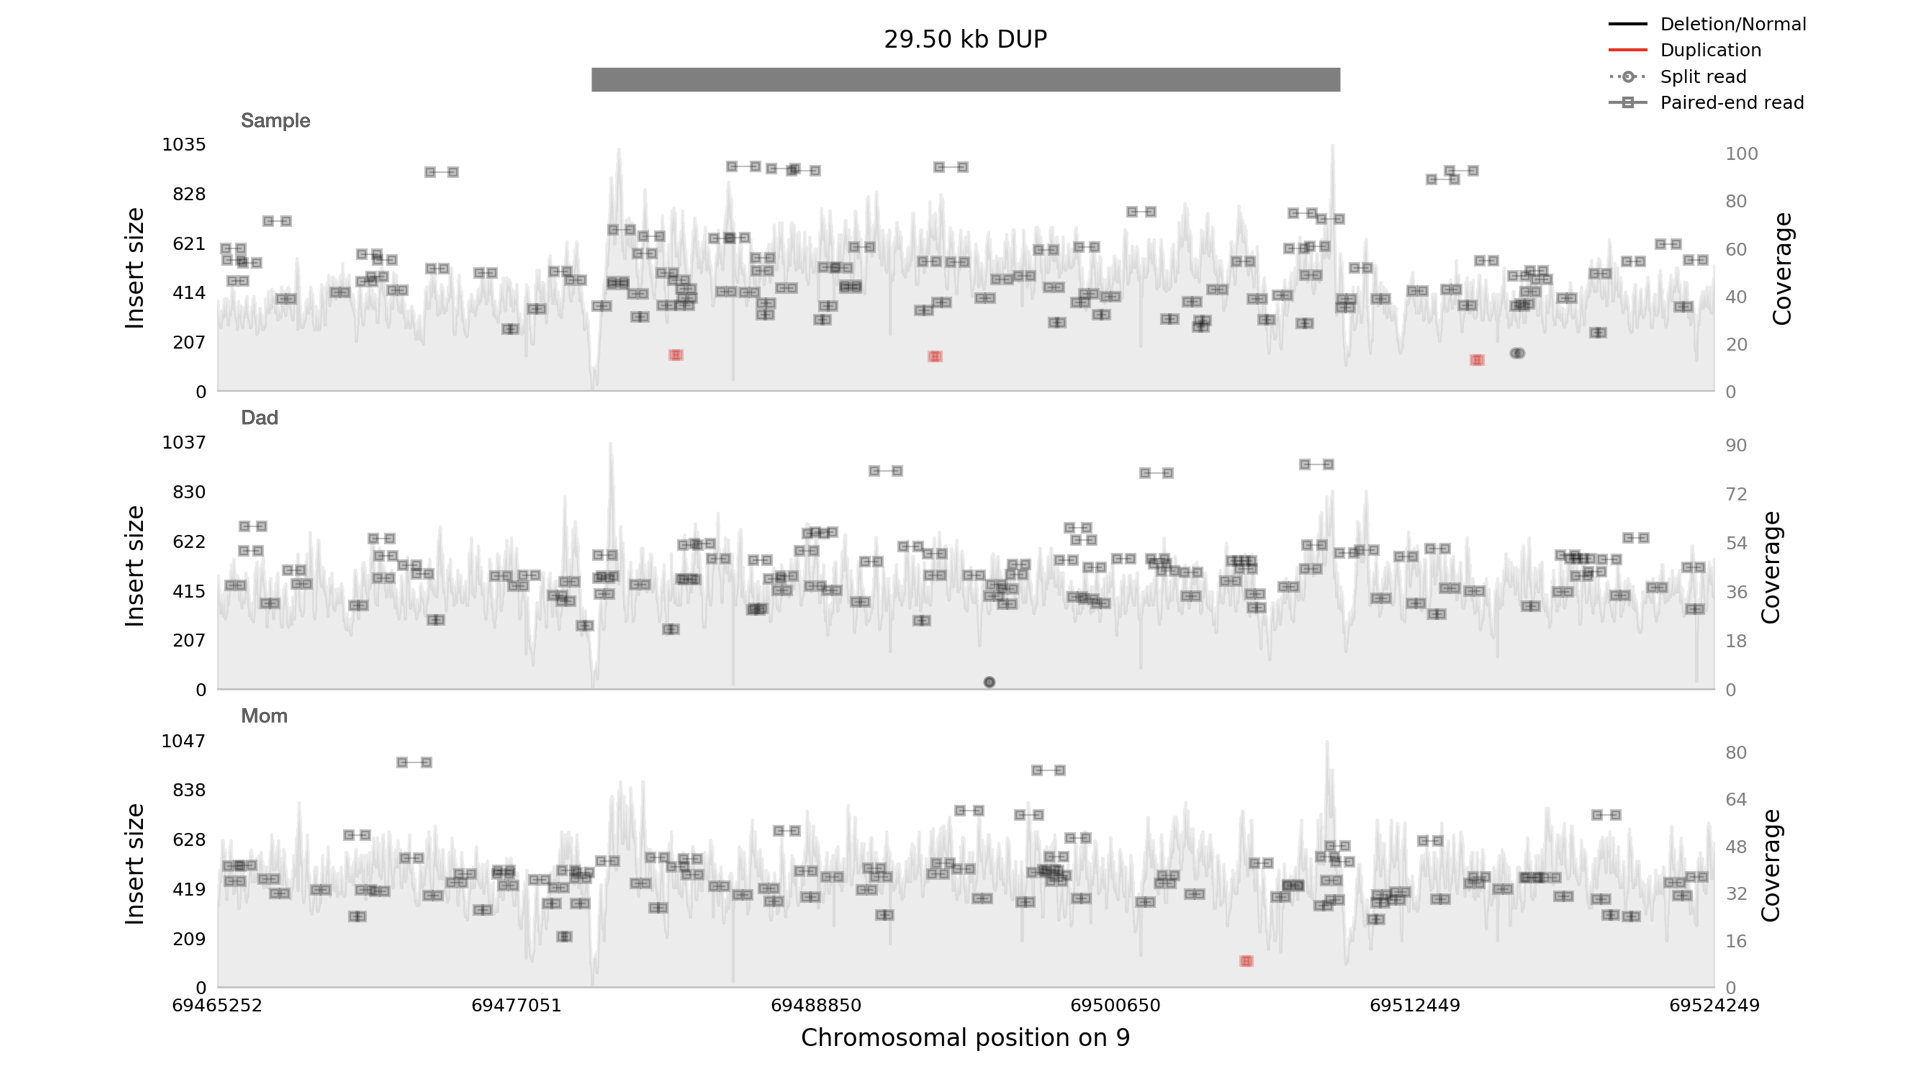 29.50 kb DUP
Deletion/Normal
Duplication
Split read
Paired-end read
Sample
1035
828
621
414
207
0
Insert size
100
80
60
40
20
0
Coverage
Dad
1037
830
622
415
207
0
Insert size
90
72
54
36
18
0
Coverage
Mom
1047
838
628
419
209
0
Insert size
80
64
48
32
16
0
Coverage
69465252 69477051 69488850 69500650 69512449 69524249
Chromosomal position on 9